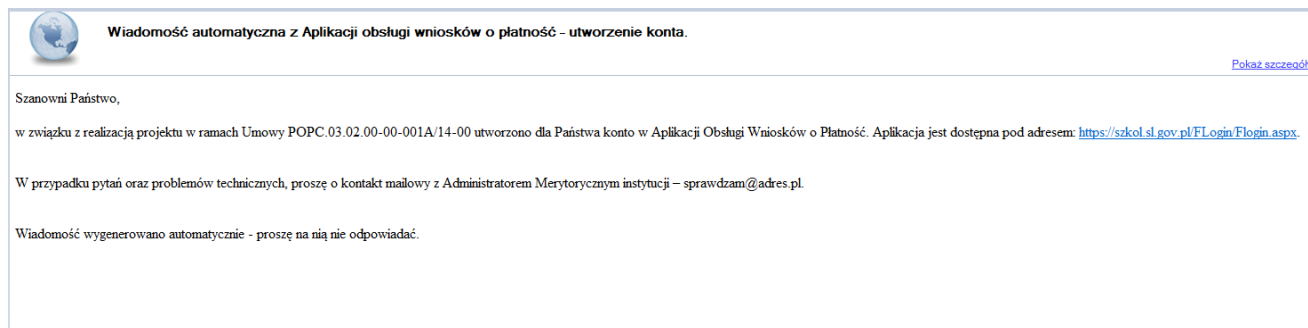 Wiadomość automatyczna z Aplikacji obsługi wniosków o płatność - utworzenie konta.
Pokaż szczegół
Szanowni Państwo,
w związku z realizacją projektu w ramach Umowy POPC.03.02.00-00-001A/14-00 utworzono dla Państwa konto w Aplikacji Obsługi Wniosków o Płatność. Aplikacja jest dostępna pod adresem: https://szkol.sl.gov.pl/FLogin/Flogin.aspx.
W przypadku pytań oraz problemów technicznych, proszę o kontakt mailowy z Administratorem Merytorycznym instytucji – sprawdzam@adres.pl.
Wiadomość wygenerowano automatycznie - proszę na nią nie odpowiadać.